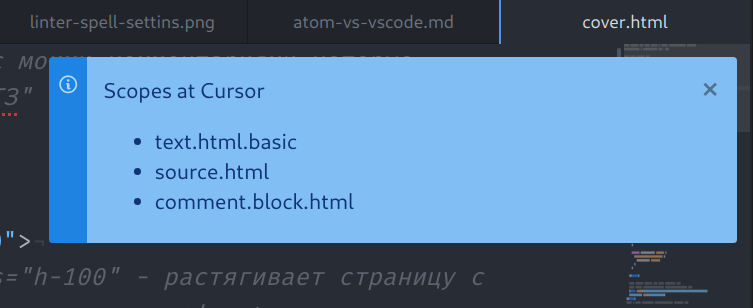 linter-spell-settins.png
atom-vs-vscode.md
cover.html
с
ТЗ"
Scopes at Cursor
text.html.basic
source.html
comment.block.html
">
s="h-100" - растягивает страницу с